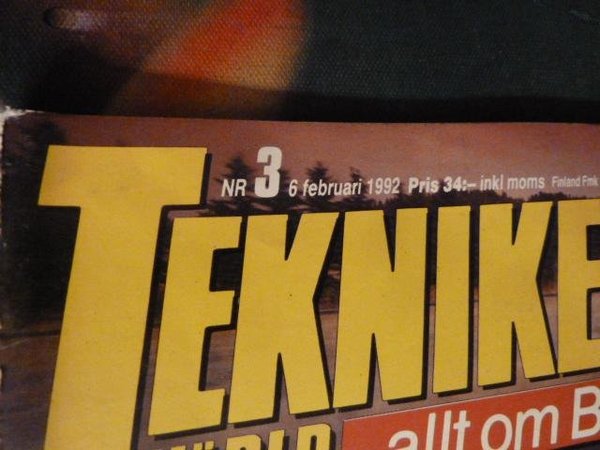 NR 3 6 februari 1992 Pris 34:- inkl moms Finland Fmk
TEKNIKE
allt om B